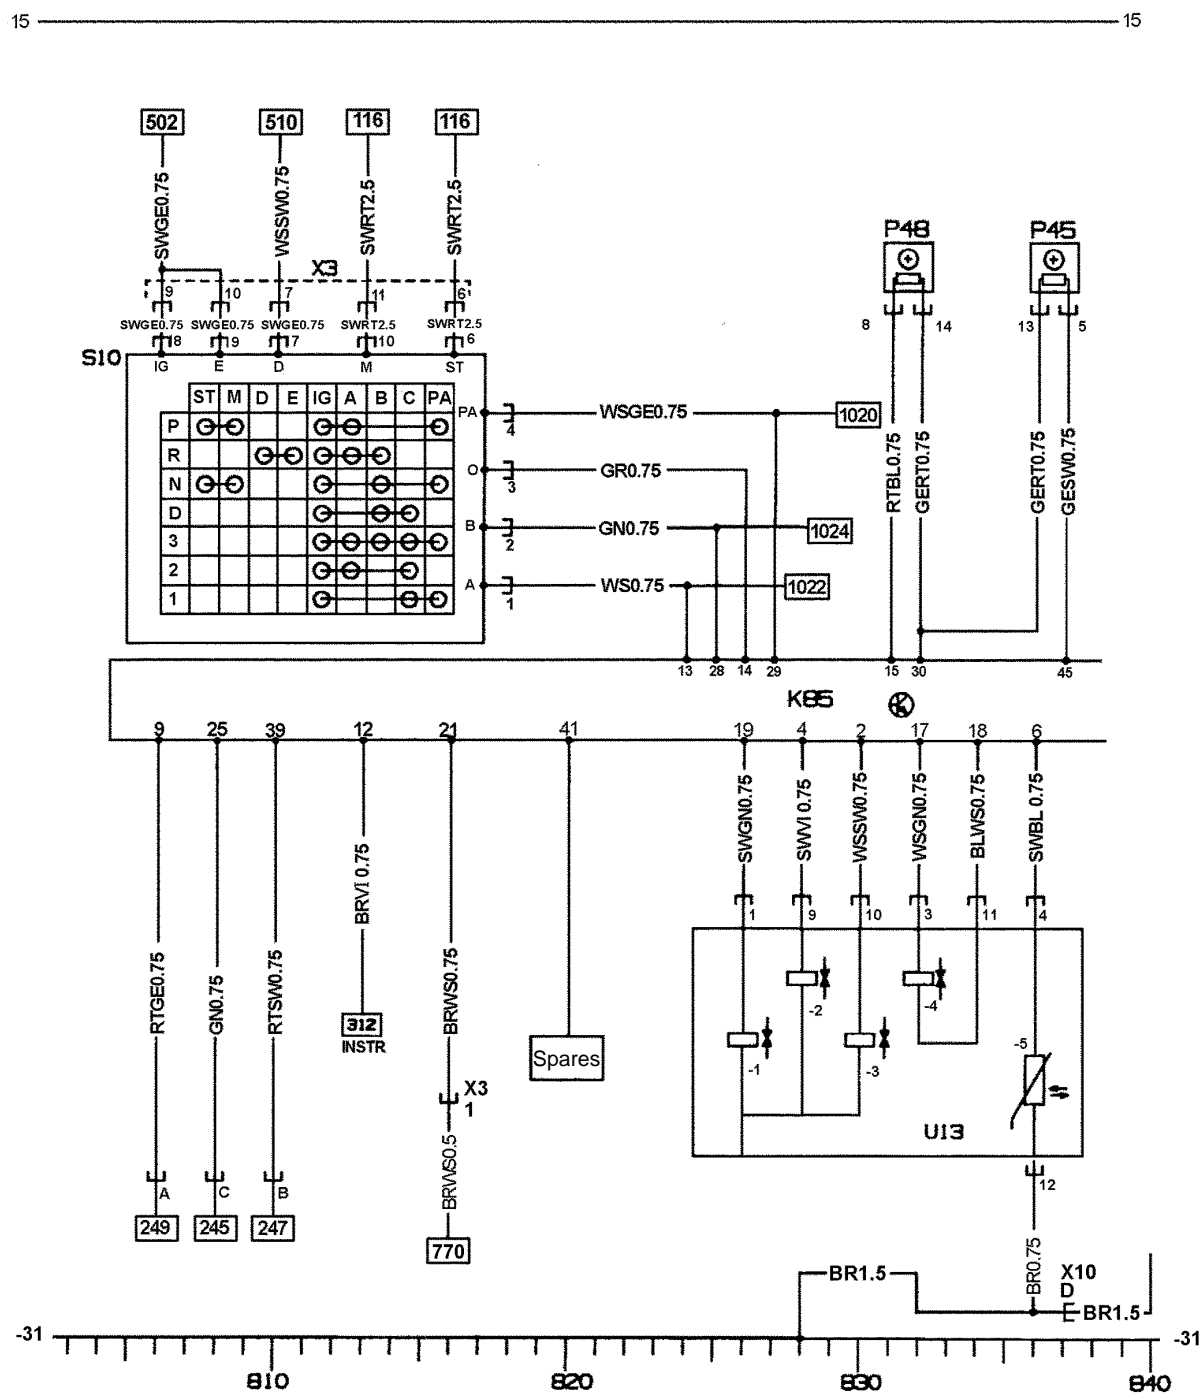 15 15
502 510 116 116
SWGE0.75 WSSW0.75 SWRT2.5 SWRT2.5
P48 P45
X3
9 10 7 11 6
8 14 13 5
SWGE0.75 SWGE0.75 SWGE0.75 SWRT2.5 SWRT2.5
18 19 17 10 6
S10
IG E D M ST
ST M D E IG A B C PA
P
R
N
D
3
2
1
PA 4 WSGE0.75 1020
O 3 GR0.75
B 2 GN0.75 1024
A 1 WS0.75 1022
RTBL0.75 GERT0.75 GERT0.75 GESW0.75
13 28 14 29 15 30 45
K85 K
9 25 39 12 21 41 19 4 2 17 18 6
SWGN0.75 SWVI 0.75 WSSW0.75 WSGN0.75 BLWS0.75 SWBL 0.75
BRVI 0.75
1 9 10 3 11 4
RTGE0.75 GN0.75 RTSW0.75 BRWS0.75
-2 -4
312
INSTR
-1 -3 -5
Spares
X3
1
U13
BRWS0.5
A C B
12
249 245 247
770
BR0.75
BR1.5
X10
D
BR1.5
-31 -31
810 820 830 840